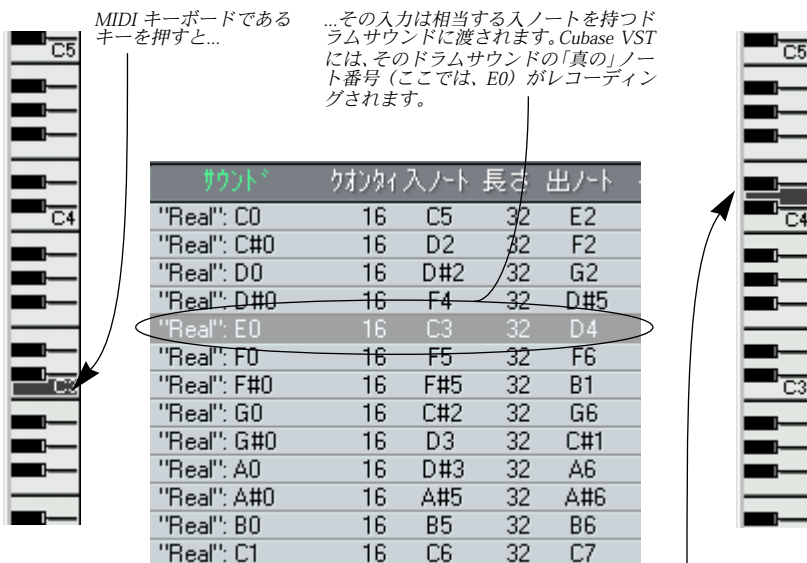 MIDI キーボードである
キーを押すと...
...その入力は相当する入ノートを持つド
ラムサウンドに渡されます。Cubase VST
には、そのドラムサウンドの「真の」ノー
ト番号（ここでは、E0）がレコーディン
グされます。
C5
C4
C3
サウンド クオンタイ 入ノート 長さ 出ノート
"Real": C0 16 C5 32 E2
"Real": C#0 16 D2 32 F2
"Real": D0 16 D#2 32 G2
"Real": D#0 16 F4 32 D#5
"Real": E0 16 C3 32 D4
"Real": F0 16 F5 32 F6
"Real": F#0 16 F#5 32 B1
"Real": G0 16 C#2 32 G6
"Real": G#0 16 D3 32 C#1
"Real": A0 16 D#3 32 A6
"Real": A#0 16 A#5 32 A#6
"Real": B0 16 B5 32 B6
"Real": C1 16 C6 32 C7
C5
C4
C3